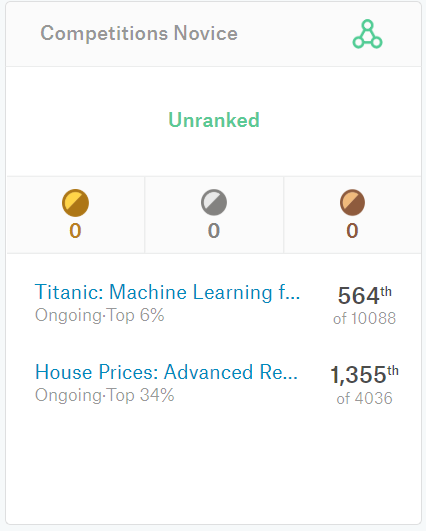 Competitions Novice
Unranked
0 0 0
Titanic: Machine Learning f... 564th
Ongoing·Top 6% of 10088
House Prices: Advanced Re... 1,355th
Ongoing·Top 34% of 4036